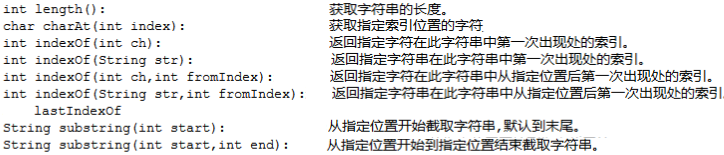 int length(): 获取字符串的长度。
char charAt(int index): 获取指定索引位置的字符
int indexOf(int ch): 返回指定字符在此字符串中第一次出现处的索引。
int indexOf(String str): 返回指定字符串在此字符串中第一次出现处的索引。
int indexOf(int ch,int fromIndex): 返回指定字符在此字符串中从指定位置后第一次出现处的索引。
int indexOf(String str,int fromIndex): 返回指定字符串在此字符串中从指定位置后第一次出现处的索引.
lastIndexOf
String substring(int start): 从指定位置开始截取字符串,默认到末尾。
String substring(int start,int end): 从指定位置开始到指定位置结束截取字符串。